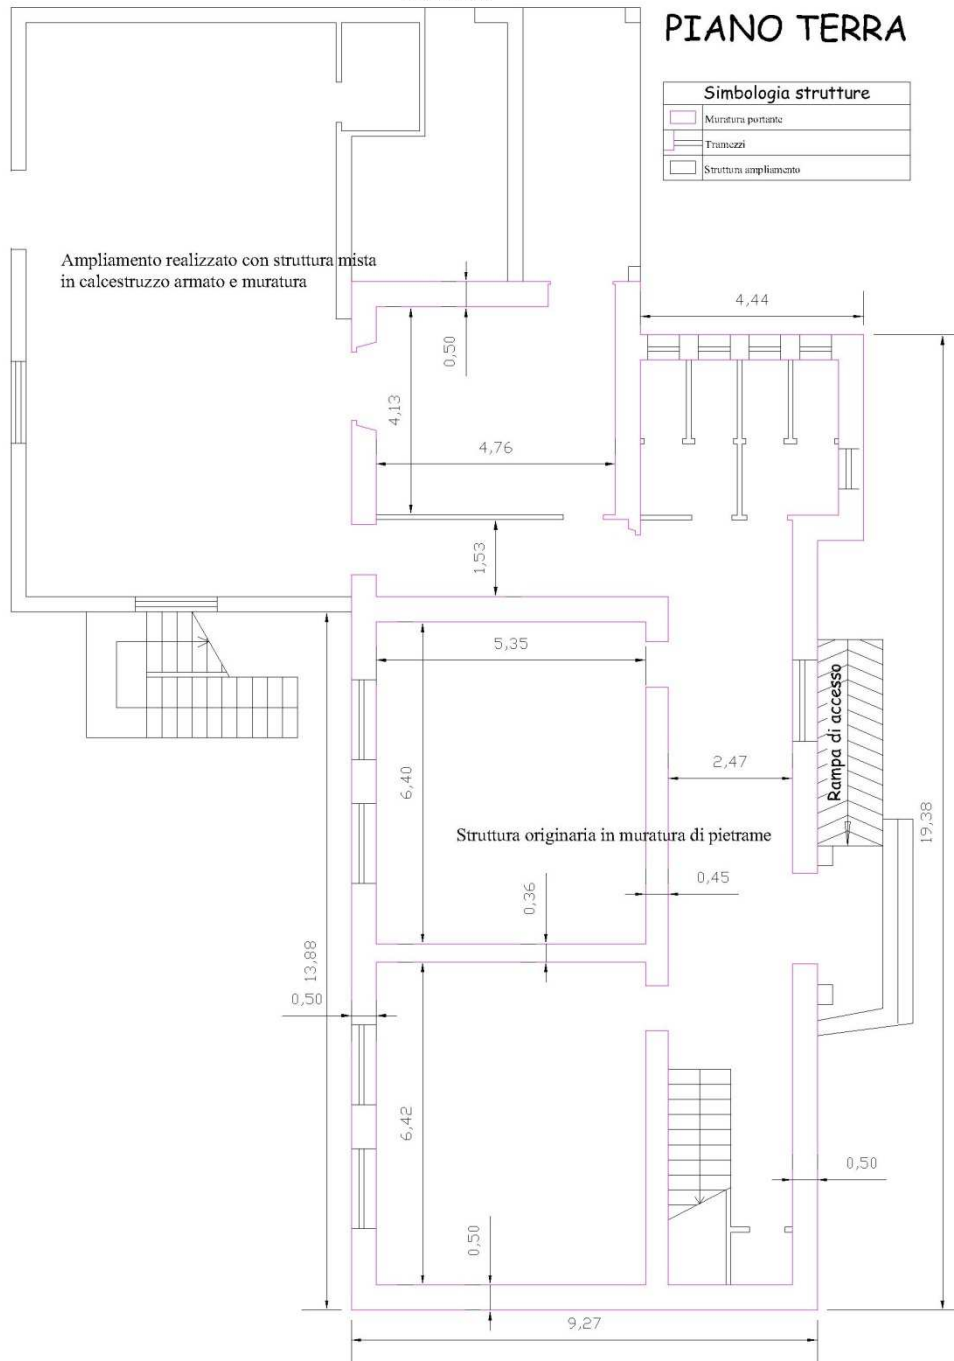 PIANO TERRA
Simbologia strutture
Muratura portante
Tramezzi
Struttura ampliamento
Ampliamento realizzato con struttura mista
in calcestruzzo armato e muratura
4,44
0,50
4,13
4,76
1,53
5,35
6,40
2,47
Rampa di accesso
19,38
Struttura originaria in muratura di pietrame
0,45
0,36
13,88
0,50
6,42
0,50
0,50
9,27